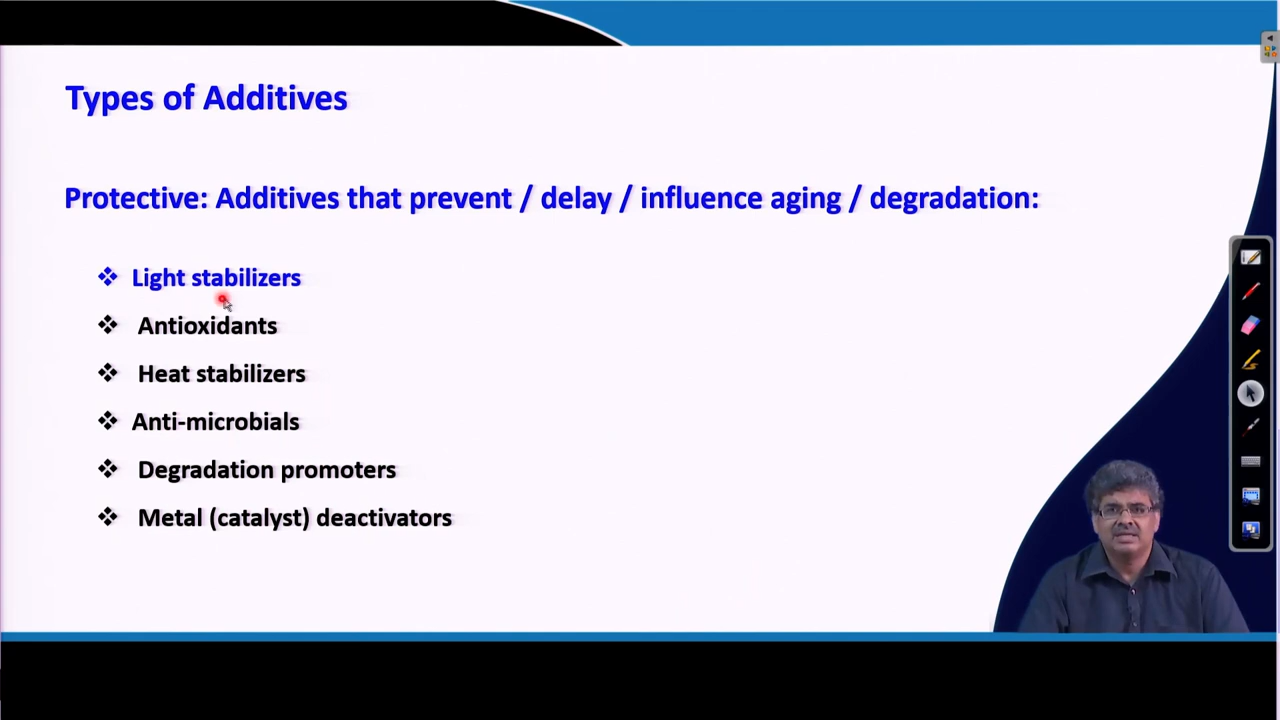 Types of Additives
Protective: Additives that prevent / delay / influence aging / degradation:
❖ Light stabilizers
❖ Antioxidants
❖ Heat stabilizers
❖ Anti-microbials
❖ Degradation promoters
❖ Metal (catalyst) deactivators